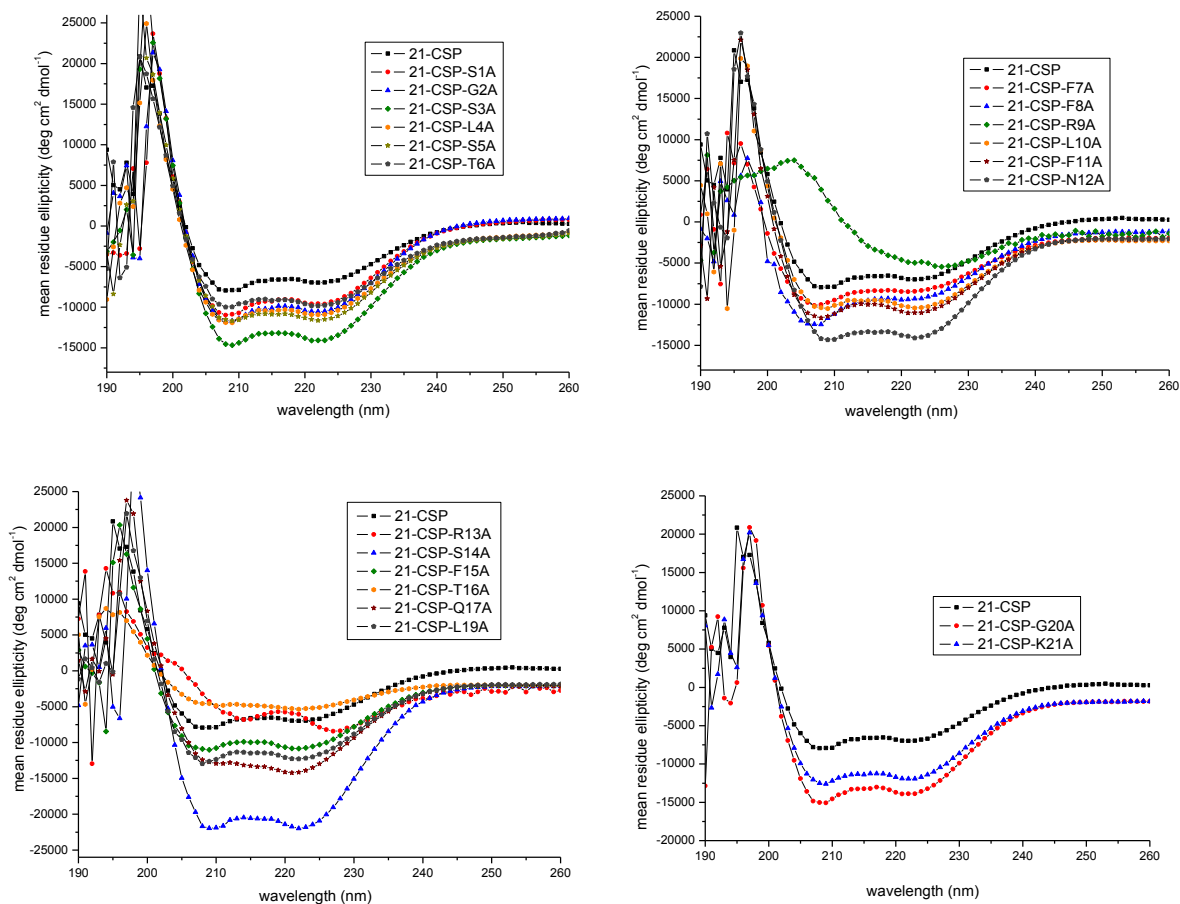 25000
20000
15000
10000
5000
0
-5000
-10000
-15000
mean residue ellipticity (deg cm² dmol⁻¹)
21-CSP
21-CSP-S1A
21-CSP-G2A
21-CSP-S3A
21-CSP-L4A
21-CSP-S5A
21-CSP-T6A
190 200 210 220 230 240 250 260
wavelength (nm)
25000
20000
15000
10000
5000
0
-5000
-10000
-15000
mean residue ellipticity (deg cm² dmol⁻¹)
21-CSP
21-CSP-F7A
21-CSP-F8A
21-CSP-R9A
21-CSP-L10A
21-CSP-F11A
21-CSP-N12A
190 200 210 220 230 240 250 260
wavelength (nm)
25000
20000
15000
10000
5000
0
-5000
-10000
-15000
-20000
-25000
mean residue ellipticity (deg cm² dmol⁻¹)
21-CSP
21-CSP-R13A
21-CSP-S14A
21-CSP-F15A
21-CSP-T16A
21-CSP-Q17A
21-CSP-L19A
190 200 210 220 230 240 250 260
wavelength (nm)
25000
20000
15000
10000
5000
0
-5000
-10000
-15000
-20000
mean residue ellipticity (deg cm² dmol⁻¹)
21-CSP
21-CSP-G20A
21-CSP-K21A
190 200 210 220 230 240 250 260
wavelength (nm)